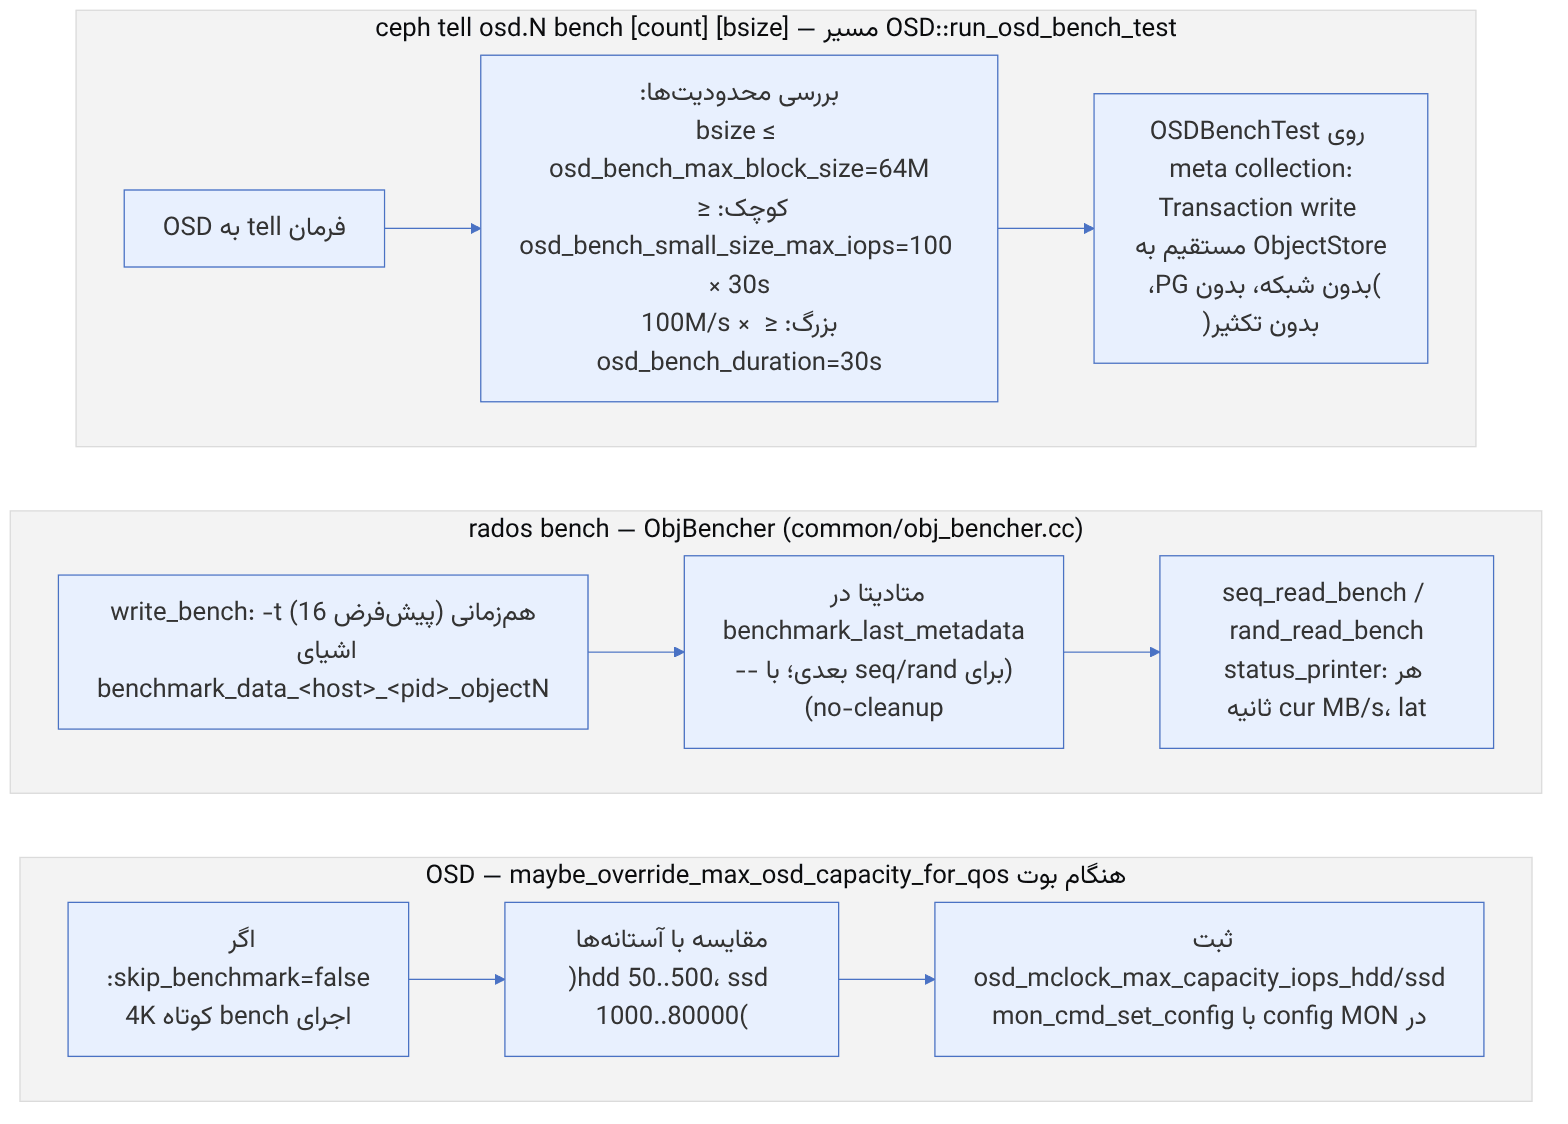 ceph tell osd.N bench [count] [bsize] — مسیر OSD::run_osd_bench_test
فرمان tell به OSD
بررسی محدودیت‌ها:
bsize ≤
osd_bench_max_block_size=64M
کوچک: ≤
osd_bench_small_size_max_iops=100
× 30s
بزرگ: ≤ 100M/s ×
osd_bench_duration=30s
OSDBenchTest روی
meta collection:
Transaction write
مستقیم به ObjectStore
(بدون شبکه، بدون PG،
بدون تکثیر)
rados bench — ObjBencher (common/obj_bencher.cc)
write_bench: -t هم‌زمانی (پیش‌فرض 16)
اشیای
benchmark_data_<host>_<pid>_objectN
متادیتا در
benchmark_last_metadata
(برای seq/rand بعدی؛ با --
no-cleanup)
seq_read_bench /
rand_read_bench
status_printer: هر
ثانیه cur MB/s، lat
هنگام بوت OSD — maybe_override_max_osd_capacity_for_qos
اگر
skip_benchmark=false:
اجرای bench کوتاه 4K
مقایسه با آستانه‌ها
(hdd 50..500، ssd
1000..80000)
ثبت
osd_mclock_max_capacity_iops_hdd/ssd
در config MON با mon_cmd_set_config